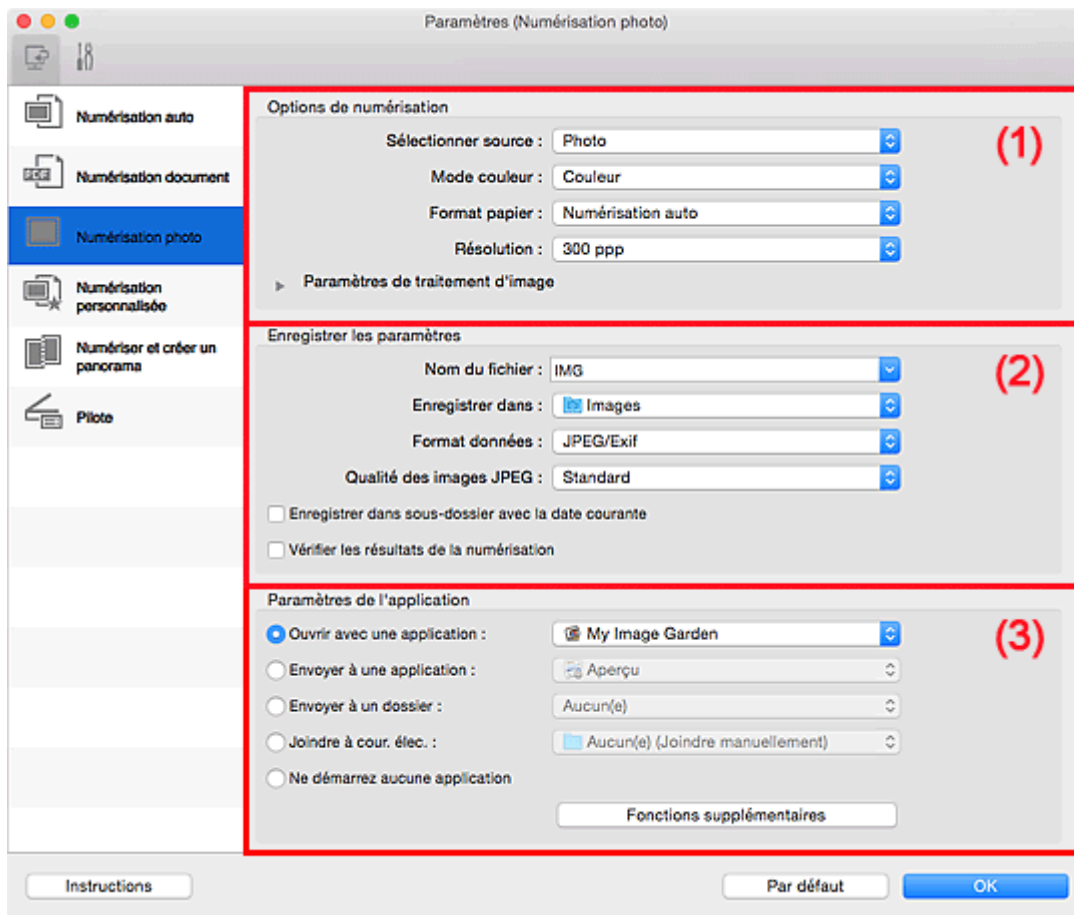 Paramètres (Numérisation photo)
Numérisation auto
Numérisation document
Numérisation photo
Numérisation
personnalisée
Numériser et créer un
panorama
Pilote
Options de numérisation
(1)
Sélectionner source : Photo
Mode couleur : Couleur
Format papier : Numérisation auto
Résolution : 300 ppp
Paramètres de traitement d'image
Enregistrer les paramètres
(2)
Nom du fichier : IMG
Enregistrer dans : Images
Format données : JPEG/Exif
Qualité des images JPEG : Standard
Enregistrer dans sous-dossier avec la date courante
Vérifier les résultats de la numérisation
Paramètres de l'application
(3)
Ouvrir avec une application : My Image Garden
Envoyer à une application : Aperçu
Envoyer à un dossier : Aucun(e)
Joindre à cour. élec. : Aucun(e) (Joindre manuellement)
Ne démarrez aucune application
Fonctions supplémentaires
Instructions
Par défaut
OK